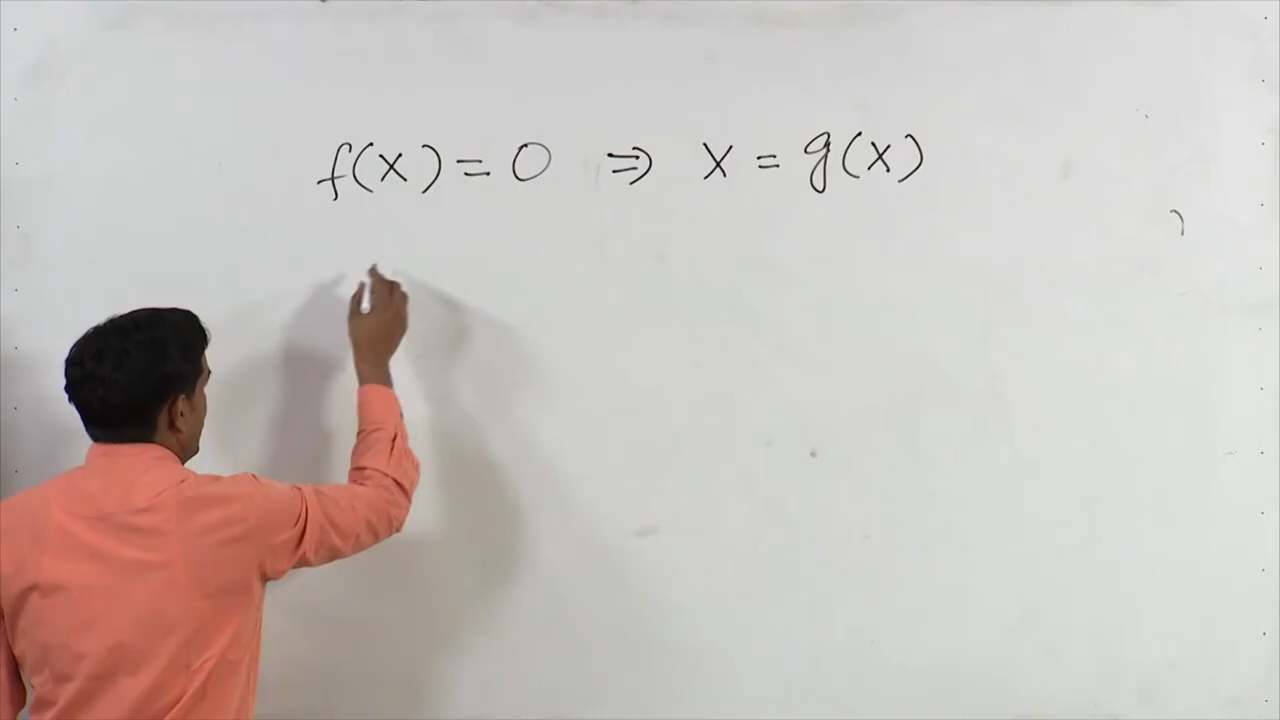 f(x) = 0 ⇒ x = g(x)